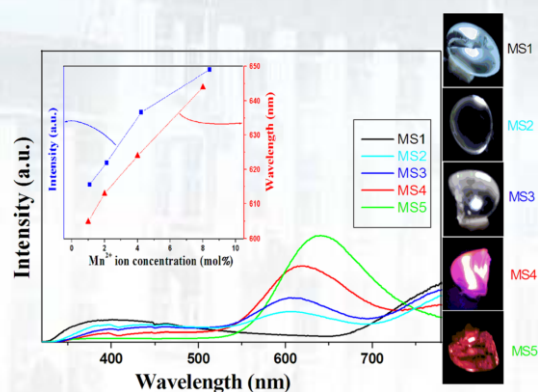 MS1
MS2
MS3
MS4
MS5
Intensity (a.u.)
Wavelength (nm)
400
500
600
700
MS1
MS2
MS3
MS4
MS5
Intensity (a.u.)
Wavelength (nm)
650
640
630
620
610
600
0
2
4
6
8
10
Mn2+ ion concentration (mol%)